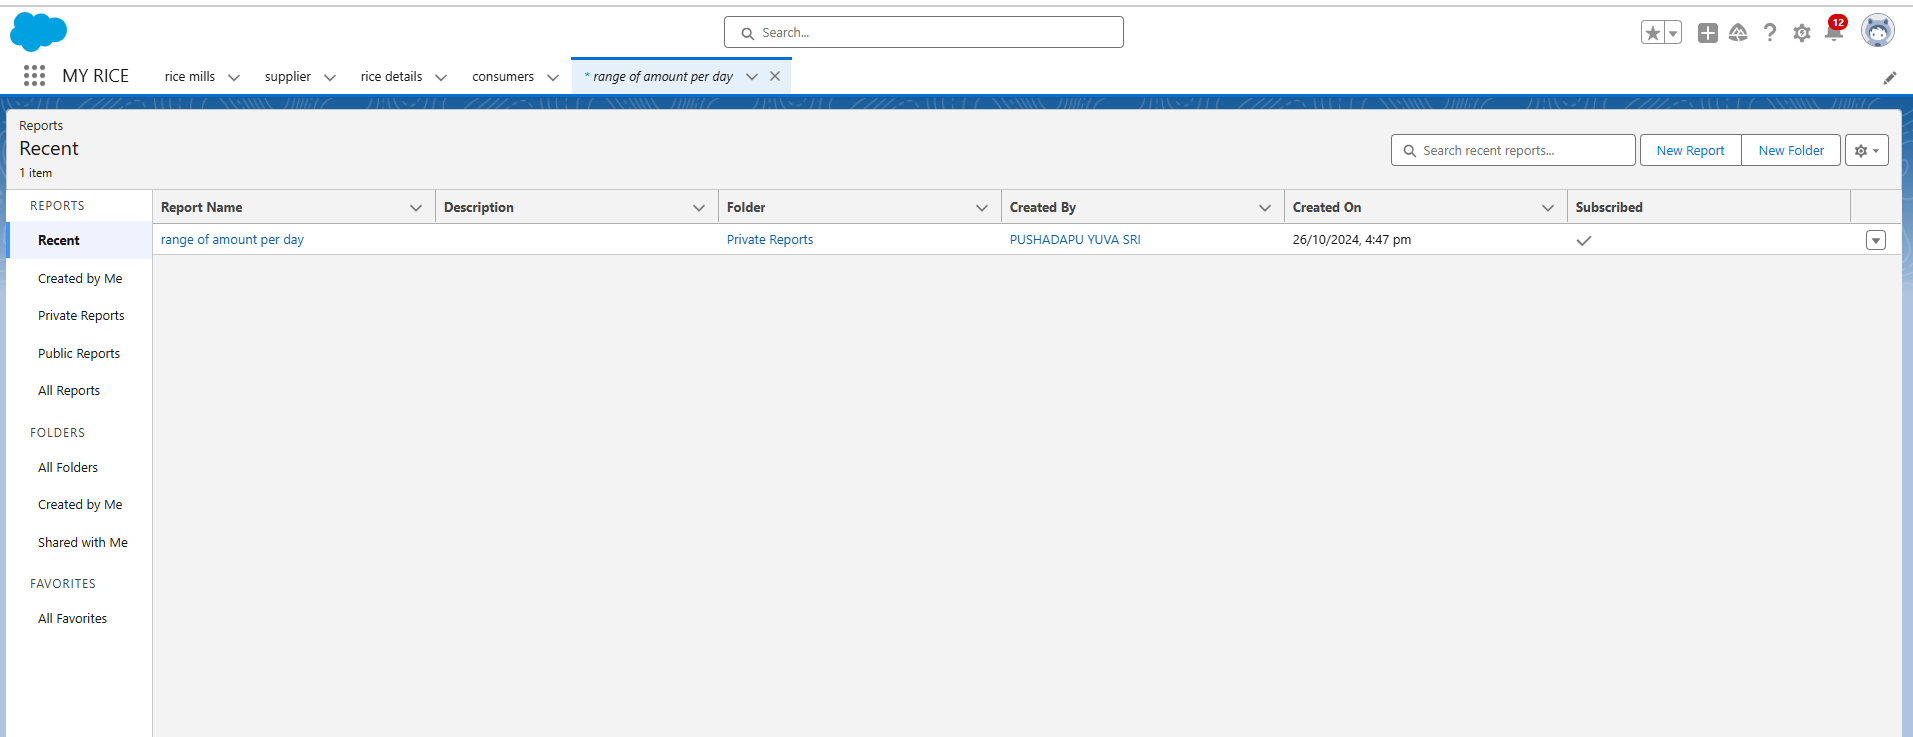 Search...
12
MY RICE
rice mills
supplier
rice details
consumers
* range of amount per day
Reports
Recent
1 item
Search recent reports...
New Report
New Folder
REPORTS
Report Name
Description
Folder
Created By
Created On
Subscribed
Recent
range of amount per day
Private Reports
PUSHADAPU YUVA SRI
26/10/2024, 4:47 pm
Created by Me
Private Reports
Public Reports
All Reports
FOLDERS
All Folders
Created by Me
Shared with Me
FAVORITES
All Favorites